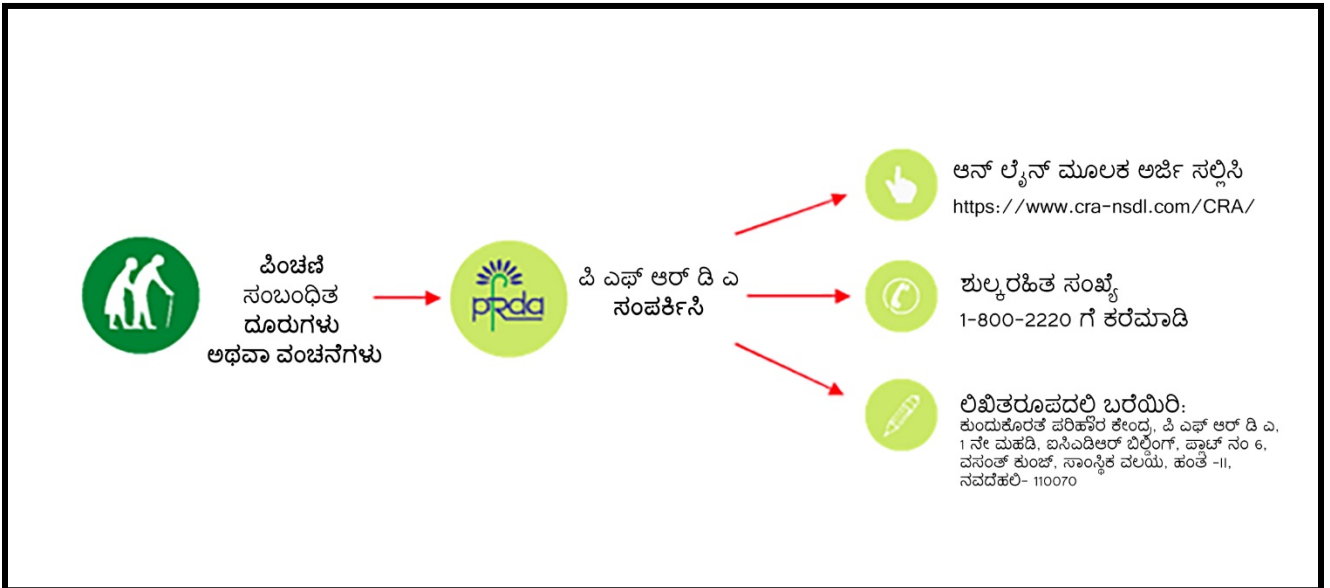 ಪಿಂಚಣಿ
ಸಂಬಂಧಿತ
ದೂರುಗಳು
ಅಥವಾ ವಂಚನೆಗಳು
pfrda
ಪಿ ಎಫ್ ಆರ್ ಡಿ ಎ
ಸಂಪರ್ಕಿಸಿ
ಆನ್ ಲೈನ್ ಮೂಲಕ ಅರ್ಜಿ ಸಲ್ಲಿಸಿ
https://www.cra-nsdl.com/CRA/
ಶುಲ್ಕರಹಿತ ಸಂಖ್ಯೆ
1-800-2220 ಗೆ ಕರೆಮಾಡಿ
ಲಿಖಿತರೂಪದಲ್ಲಿ ಬರೆಯಿರಿ:
ಕುಂದುಕೊರತೆ ಪರಿಹಾರ ಕೇಂದ್ರ, ಪಿ ಎಫ್ ಆರ್ ಡಿ ಎ,
1 ನೇ ಮಹಡಿ, ಐಸಿಎಡಿಆರ್ ಬಿಲ್ಡಿಂಗ್, ಪ್ಲಾಟ್ ನಂ 6,
ವಸಂತ್ ಕುಂಜ್, ಸಾಂಸ್ಥಿಕ ವಲಯ, ಹಂತ -II,
ನವದೆಹಲಿ- 110070